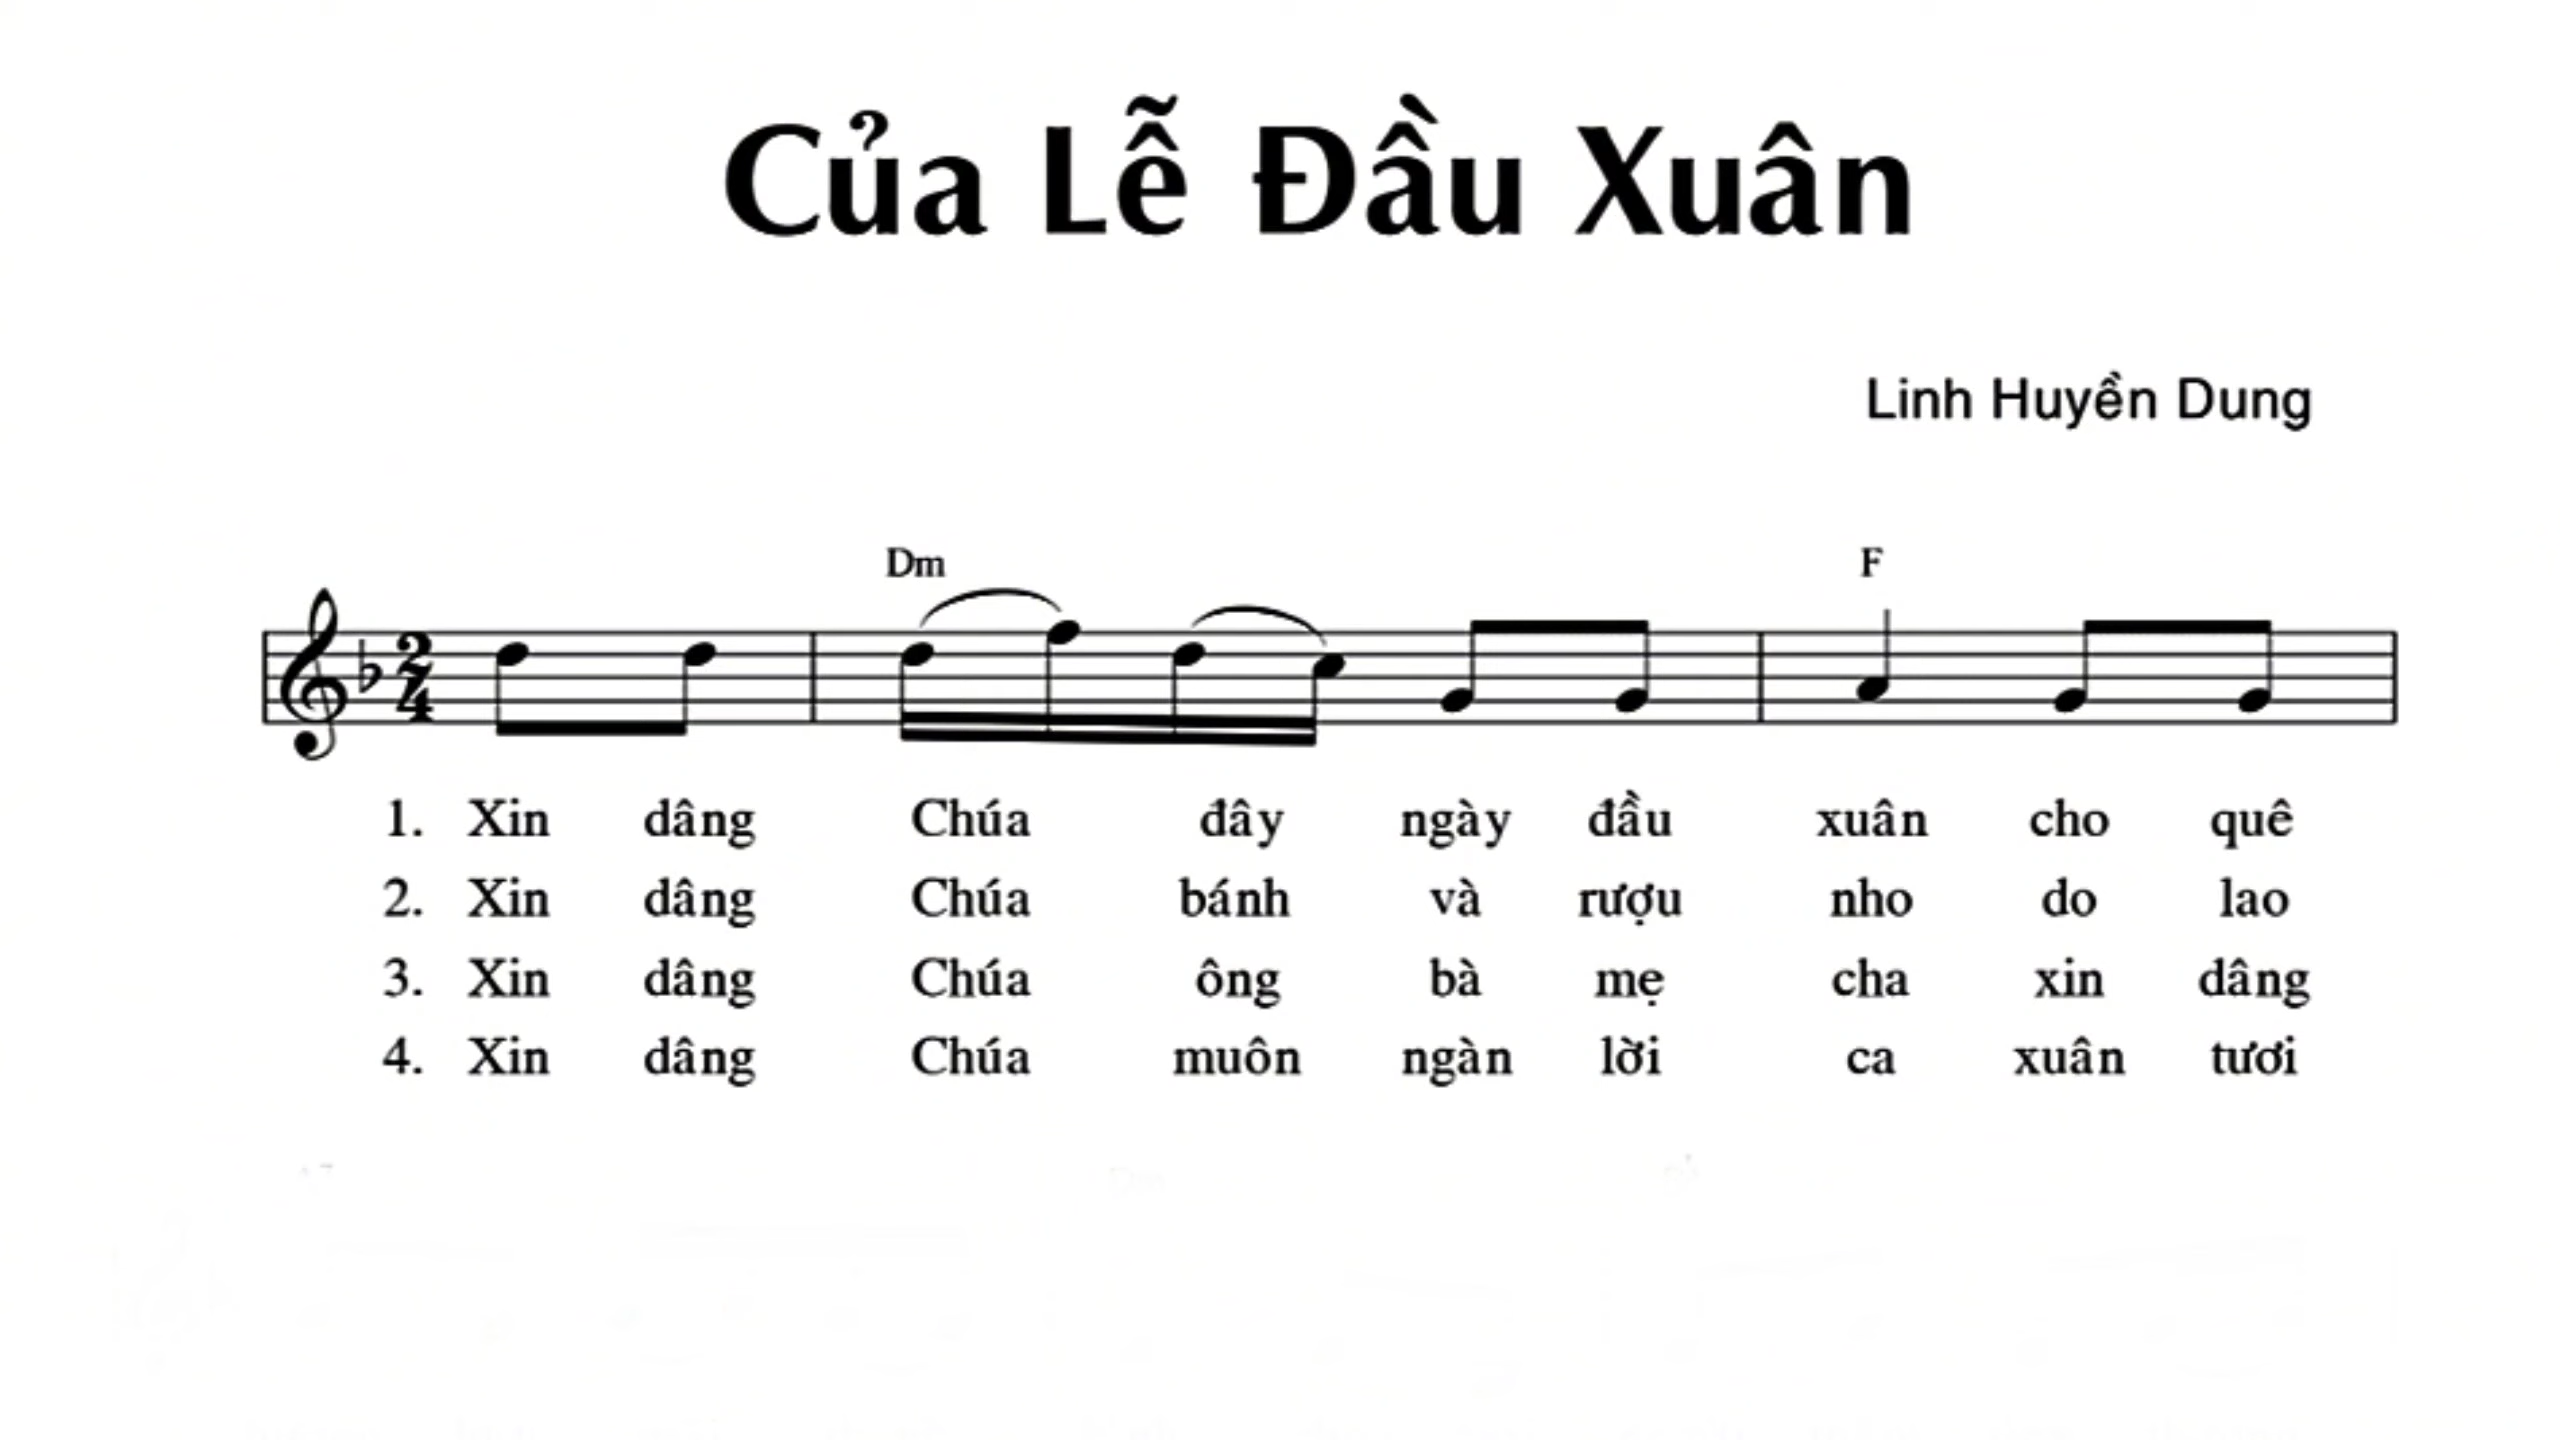 Của Lễ Đầu Xuân
Linh Huyền Dung
Dm F
2
4
1. Xin dâng Chúa đây ngày đầu xuân cho quê
2. Xin dâng Chúa bánh và rượu nho do lao
3. Xin dâng Chúa ông bà mẹ cha xin dâng
4. Xin dâng Chúa muôn ngàn lời ca xuân tươi